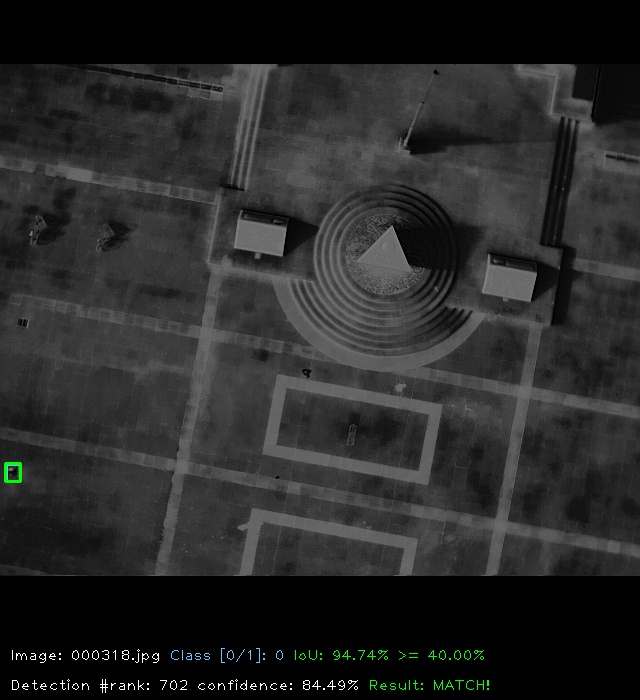 Image: 000318.jpg Class [0/1]: 0 IoU: 94.74% >= 40.00%
Detection #rank: 702 confidence: 84.49% Result: MATCH!